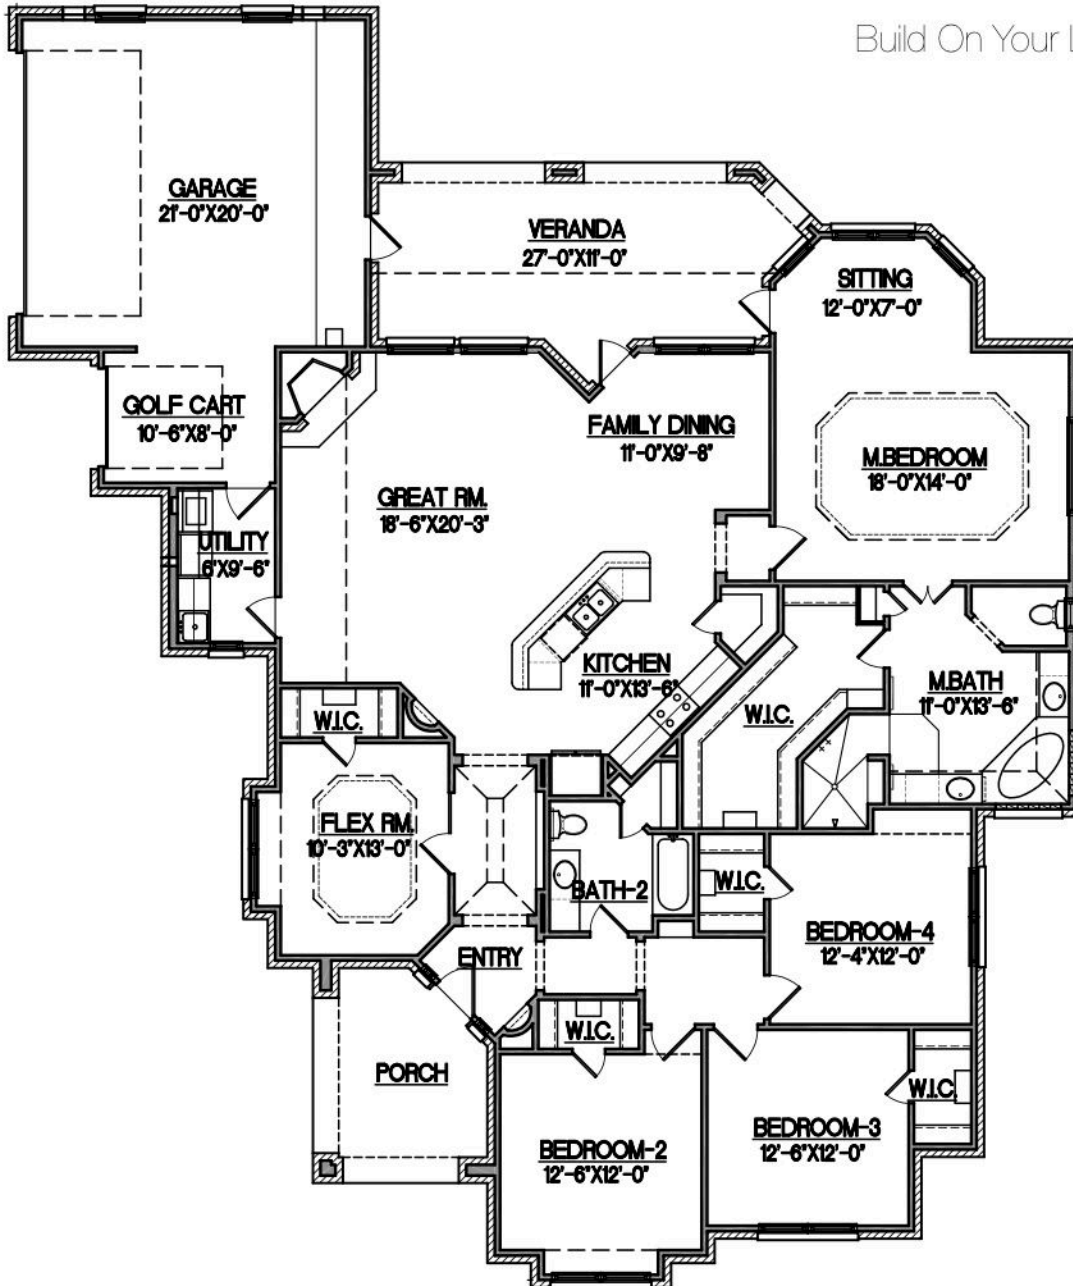 Build On Your L
GARAGE
21'-0"X20'-0"
VERANDA
27'-0"X11'-0"
SITTING
12'-0"X7'-0"
GOLF CART
10'-6"X8'-0"
FAMILY DINING
11'-0"X9'-8"
M.BEDROOM
18'-0"X14'-0"
GREAT RM.
18'-6"X20'-3"
UTILITY
6'X9'-6"
KITCHEN
11'-0"X13'-6"
M.BATH
11'-0"X13'-6"
W.I.C.
W.I.C.
FLEX RM.
10'-3"X13'-0"
BATH-2
W.I.C.
BEDROOM-4
12'-4"X12'-0"
ENTRY
W.I.C.
PORCH
W.I.C.
BEDROOM-3
12'-6"X12'-0"
BEDROOM-2
12'-6"X12'-0"